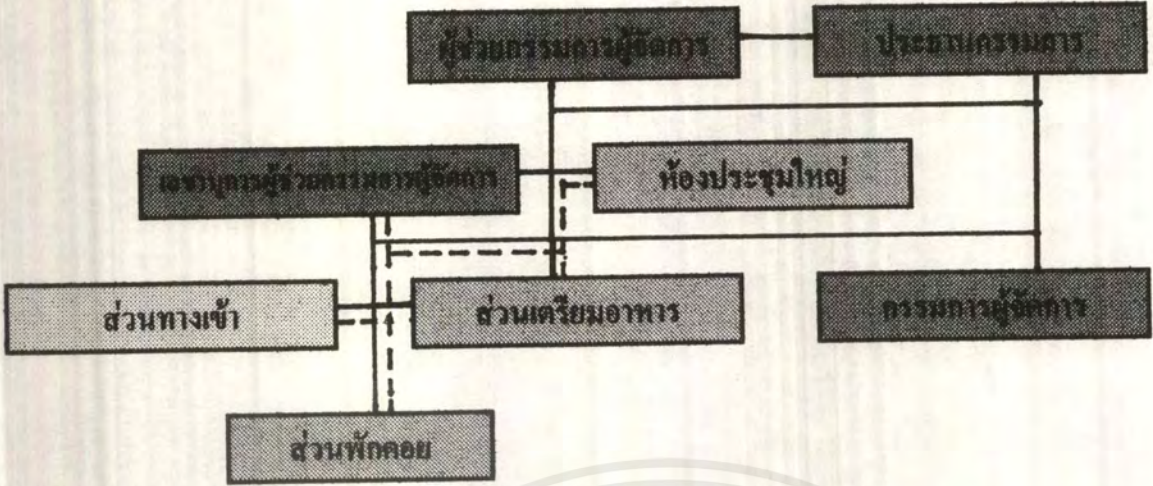 ผู้ช่วยกรรมการผู้จัดการ
ประธานกรรมการ
เลขานุการผู้ช่วยกรรมการผู้จัดการ
ห้องประชุมใหญ่
ส่วนทางเข้า
ส่วนเตรียมอาหาร
กรรมการผู้จัดการ
ส่วนพักคอย